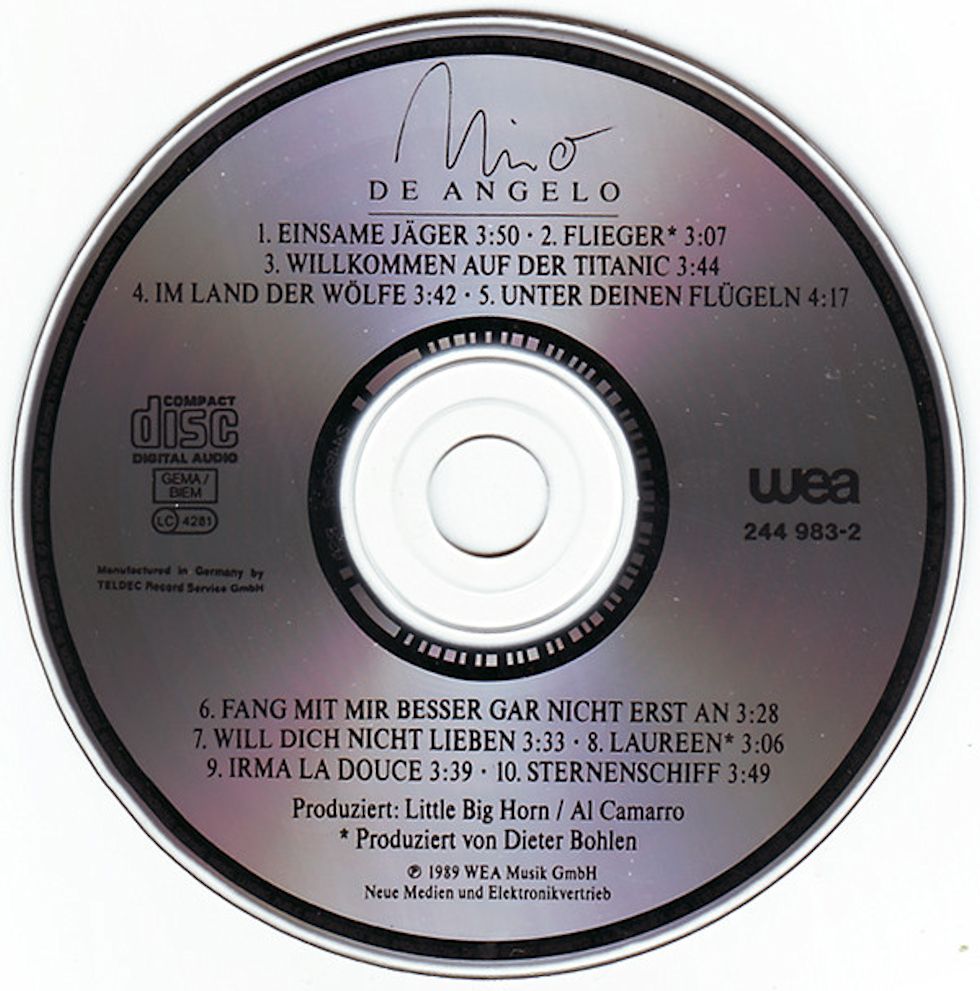 Nino
DE ANGELO
1. EINSAME JÄGER 3:50 · 2. FLIEGER* 3:07
3. WILLKOMMEN AUF DER TITANIC 3:44
4. IM LAND DER WÖLFE 3:42 · 5. UNTER DEINEN FLÜGELN 4:17
COMPACT
disc
DIGITAL AUDIO
GEMA/
BIEM
LC 4281
Manufactured in Germany by
TELDEC Record Service GmbH
wea
244 983-2
6. FANG MIT MIR BESSER GAR NICHT ERST AN 3:28
7. WILL DICH NICHT LIEBEN 3:33 · 8. LAUREEN* 3:06
9. IRMA LA DOUCE 3:39 · 10. STERNENSCHIFF 3:49
Produziert: Little Big Horn / Al Camarro
* Produziert von Dieter Bohlen
℗ 1989 WEA Musik GmbH
Neue Medien und Elektronikvertrieb